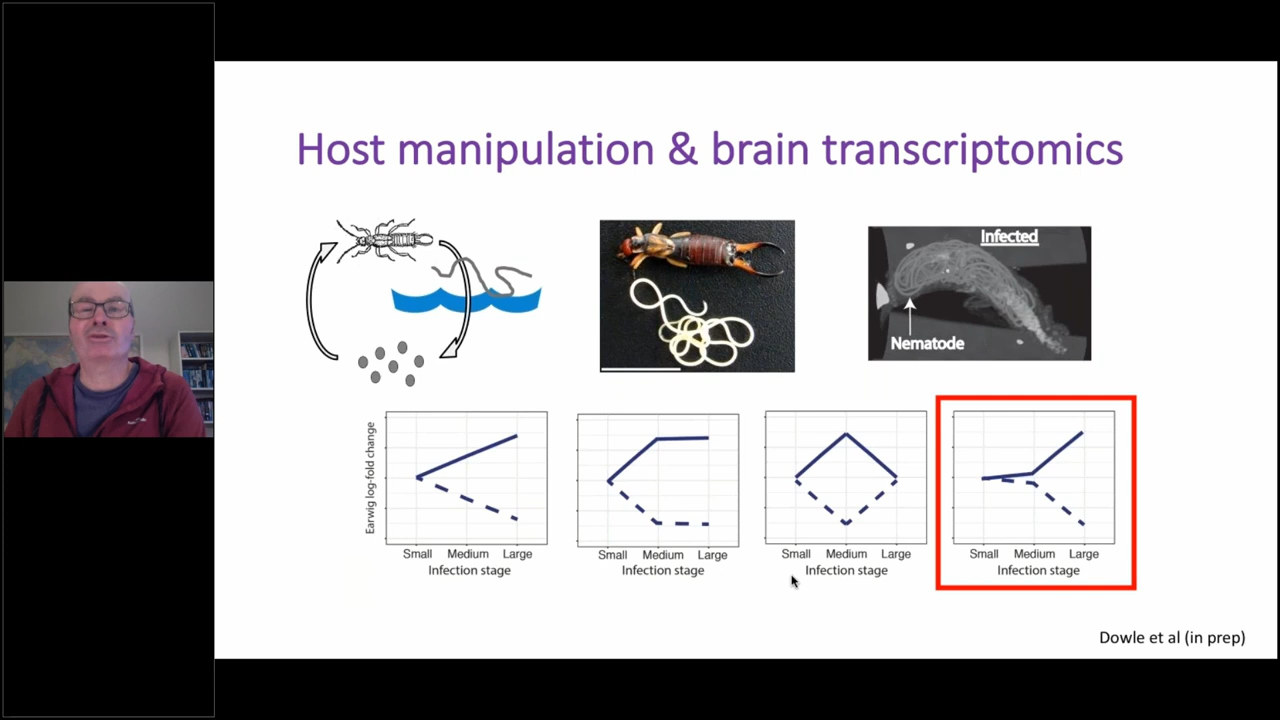 Host manipulation & brain transcriptomics
Infected
Nematode
Earwig log-fold change
Small Medium Large
Infection stage
Small Medium Large
Infection stage
Small Medium Large
Infection stage
Small Medium Large
Infection stage
Dowle et al (in prep)